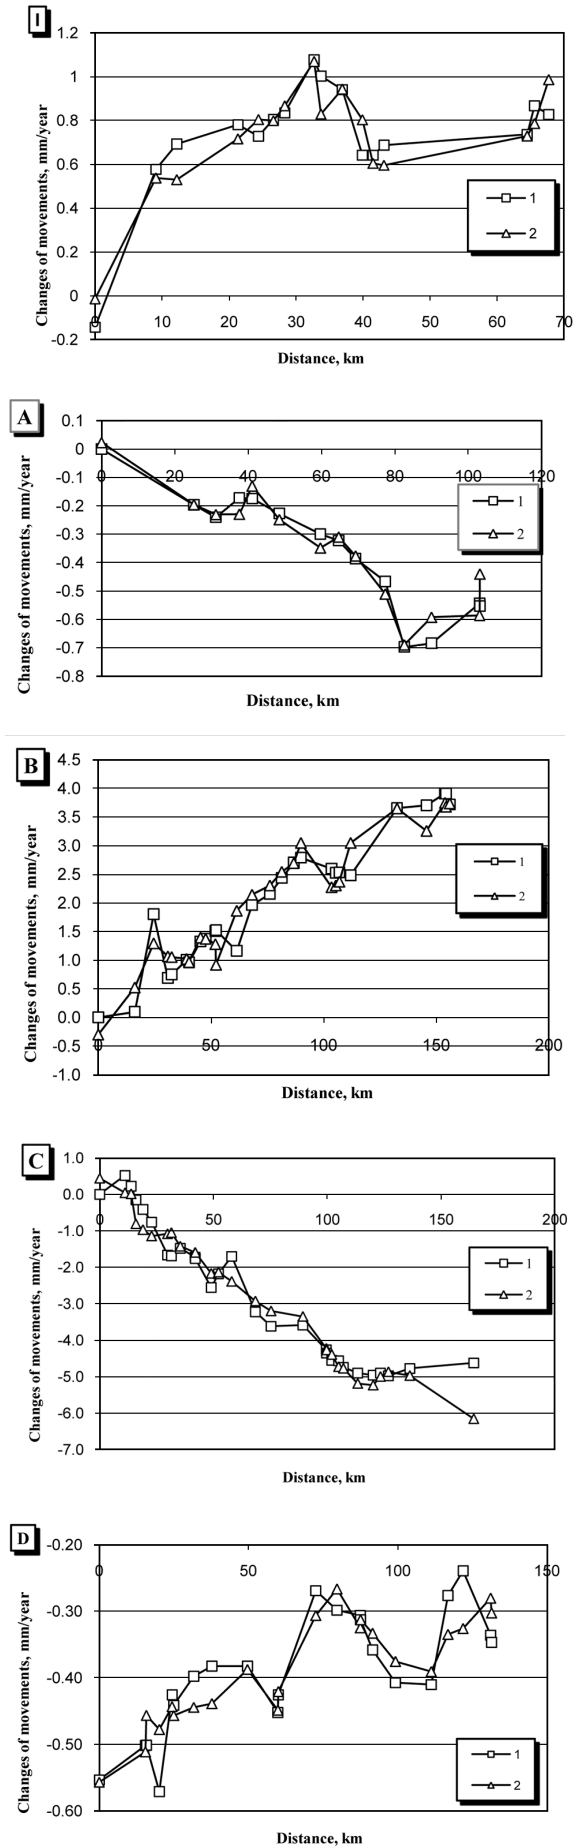 I
Changes of movements, mm/year
1.2
1
0.8
0.6
0.4
0.2
0
-0.2
0 10 20 30 40 50 60 70
1
2
Distance, km
A
Changes of movements, mm/year
0.1
0
-0.1
-0.2
-0.3
-0.4
-0.5
-0.6
-0.7
-0.8
0 20 40 60 80 100 120
1
2
Distance, km
B
Changes of movements, mm/year
4.5
4.0
3.5
3.0
2.5
2.0
1.5
1.0
0.5
0.0
-0.5
-1.0
0 50 100 150 200
1
2
Distance, km
C
Changes of movements, mm/year
1.0
0.0
-1.0
-2.0
-3.0
-4.0
-5.0
-6.0
-7.0
0 50 100 150 200
1
2
Distance, km
D
Changes of movements, mm/year
-0.20
-0.30
-0.40
-0.50
-0.60
0 50 100 150
1
2
Distance, km